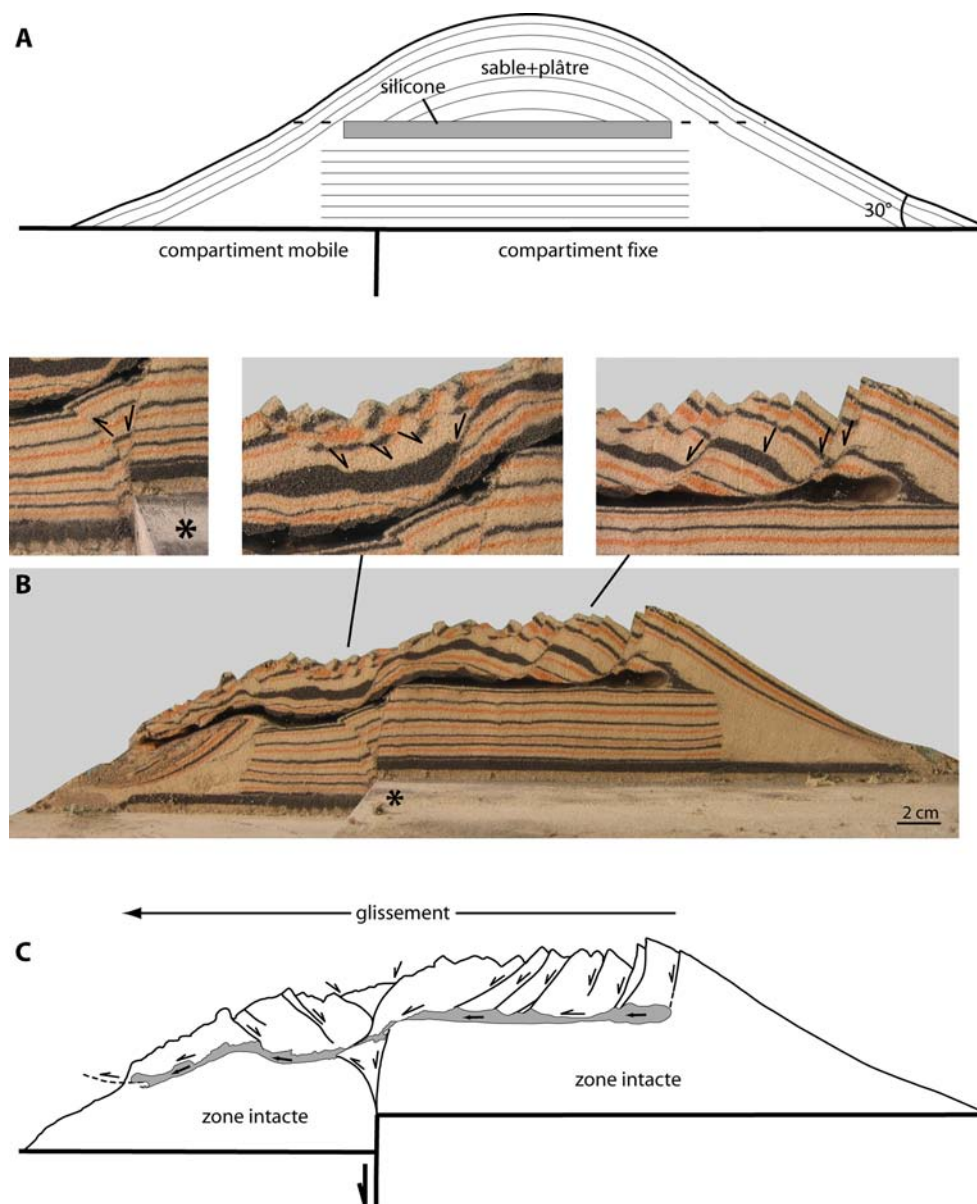 A
sable+plâtre
silicone
30°
compartiment mobile
compartiment fixe
*
B
*
2 cm
glissement
C
zone intacte
zone intacte